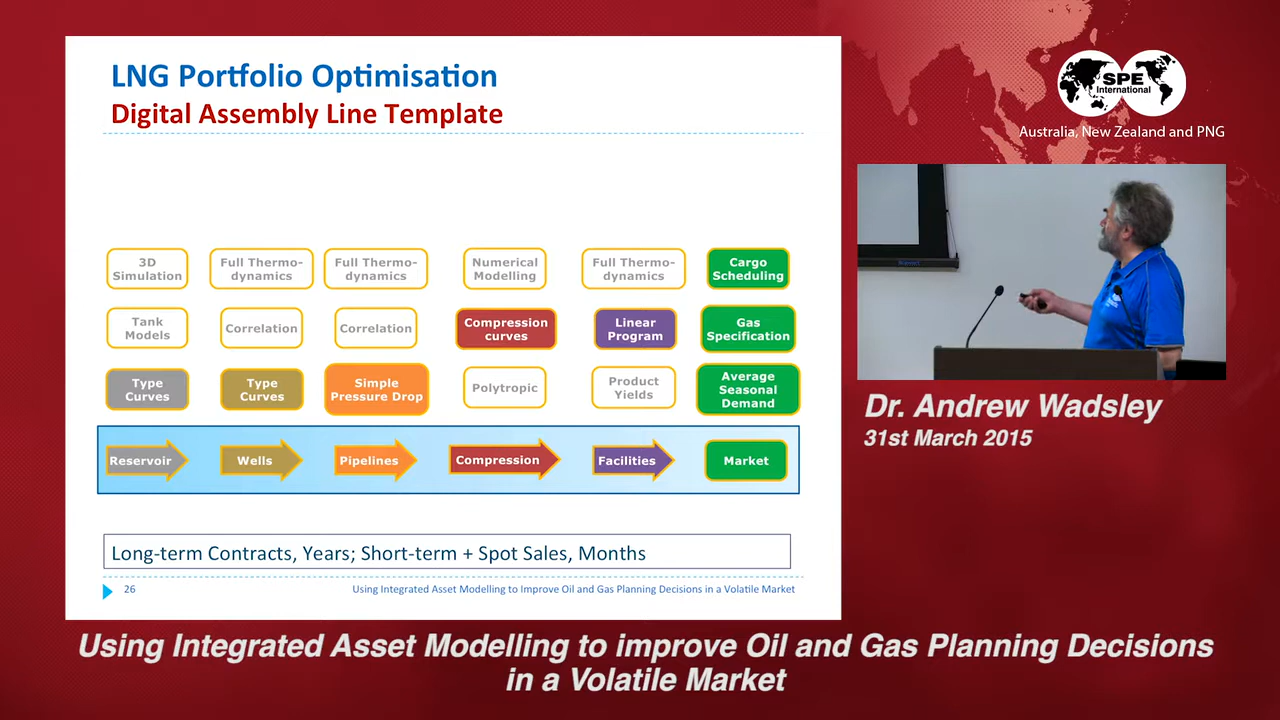 LNG Portfolio Optimisation
Digital Assembly Line Template
3D
Simulation
Full Thermo-
dynamics
Full Thermo-
dynamics
Numerical
Modelling
Full Thermo-
dynamics
Cargo
Scheduling
Tank
Models
Correlation
Correlation
Compression
curves
Linear
Program
Gas
Specification
Type
Curves
Type
Curves
Simple
Pressure Drop
Polytropic
Product
Yields
Average
Seasonal
Demand
Reservoir
Wells
Pipelines
Compression
Facilities
Market
Long-term Contracts, Years; Short-term + Spot Sales, Months
26
Using Integrated Asset Modelling to Improve Oil and Gas Planning Decisions in a Volatile Market
SPE
International
Australia, New Zealand and PNG
Dr. Andrew Wadsley
31st March 2015
Using Integrated Asset Modelling to improve Oil and Gas Planning Decisions
in a Volatile Market